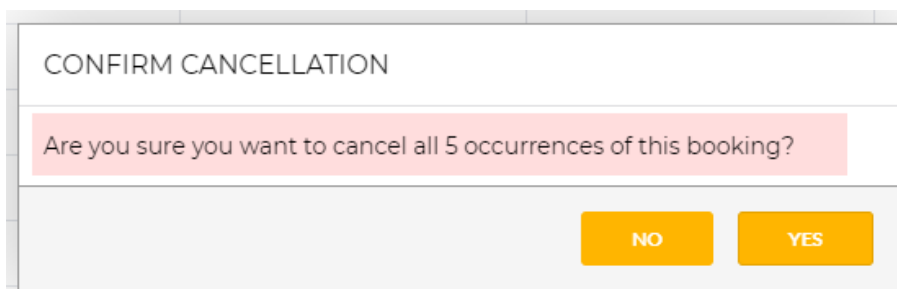 CONFIRM CANCELLATION
Are you sure you want to cancel all 5 occurrences of this booking?
NO
YES